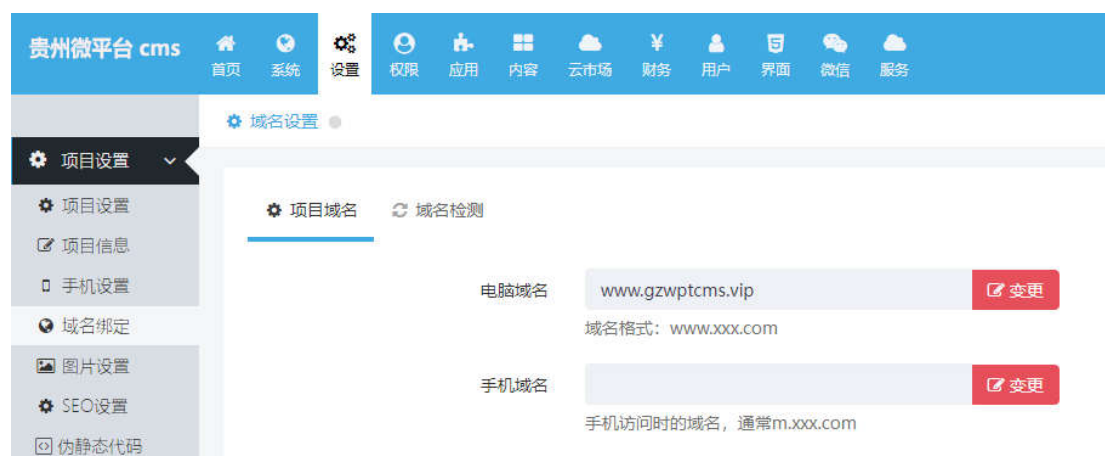 贵州微平台 cms
首页 系统 设置 权限 应用 内容 云市场 财务 用户 界面 微信 服务
域名设置
项目设置
项目设置
项目信息
手机设置
域名绑定
图片设置
SEO设置
伪静态代码
项目域名 域名检测
电脑域名 www.gzwptcms.vip 变更
域名格式：www.xxx.com
手机域名 变更
手机访问时的域名，通常m.xxx.com